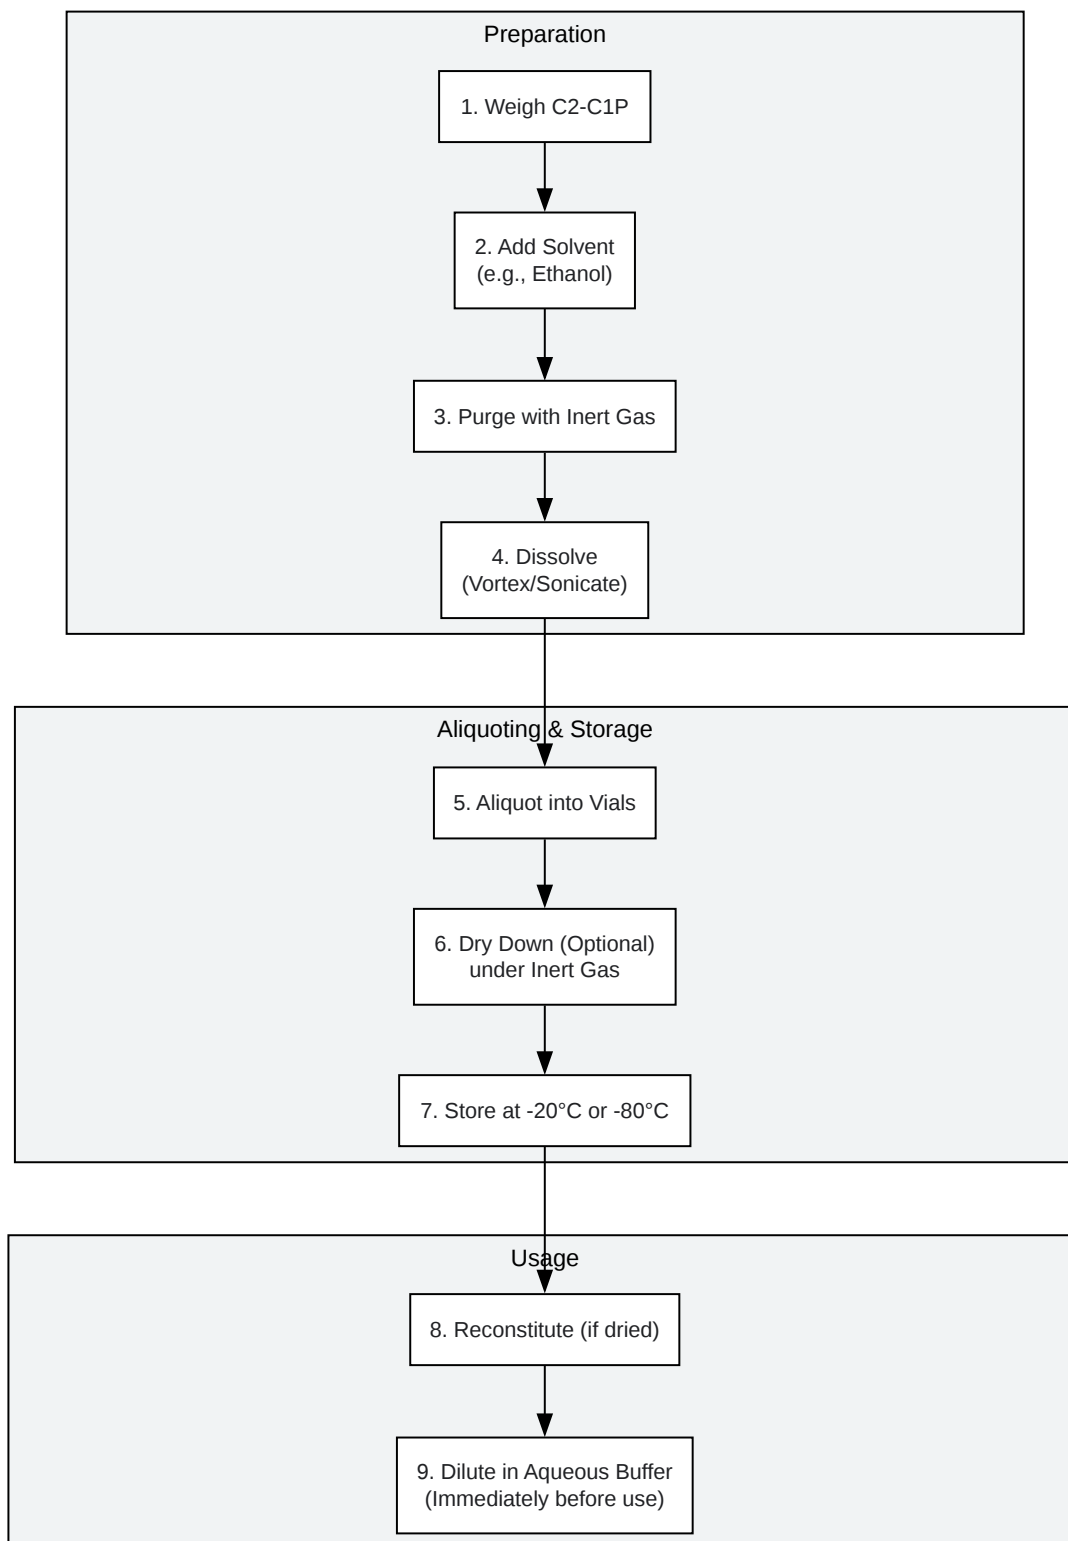 Preparation
1. Weigh C2-C1P
2. Add Solvent
(e.g., Ethanol)
3. Purge with Inert Gas
4. Dissolve
(Vortex/Sonicate)
Aliquoting & Storage
5. Aliquot into Vials
6. Dry Down (Optional)
under Inert Gas
7. Store at -20°C or -80°C
Usage
8. Reconstitute (if dried)
9. Dilute in Aqueous Buffer
(Immediately before use)